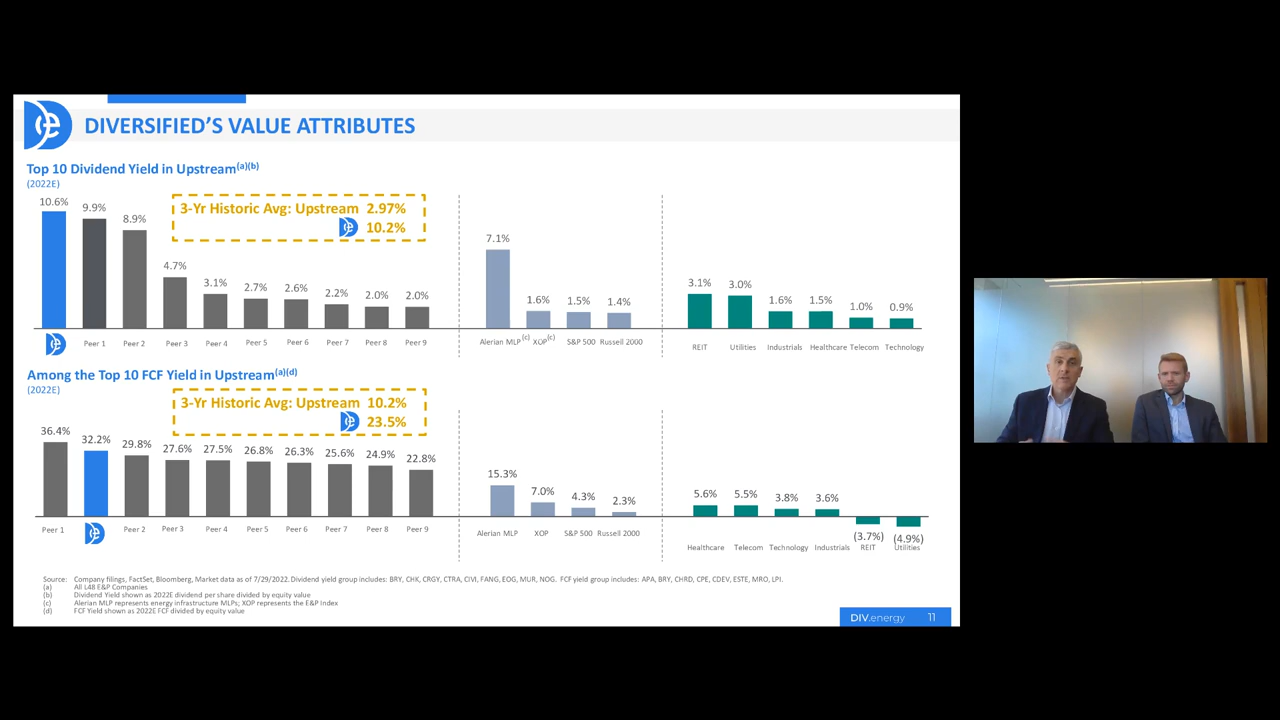 DIVERSIFIED'S VALUE ATTRIBUTES
Top 10 Dividend Yield in Upstream(a)(b)
(2022E)
3-Yr Historic Avg: Upstream 2.97%
10.2%
10.6% 9.9% 8.9% 4.7% 3.1% 2.7% 2.6% 2.2% 2.0% 2.0%
Peer 1 Peer 2 Peer 3 Peer 4 Peer 5 Peer 6 Peer 7 Peer 8 Peer 9
7.1% 1.6% 1.5% 1.4%
Alerian MLP(c) XOP(c) S&P 500 Russell 2000
3.1% 3.0% 1.6% 1.5% 1.0% 0.9%
REIT Utilities Industrials Healthcare Telecom Technology
Among the Top 10 FCF Yield in Upstream(a)(d)
(2022E)
3-Yr Historic Avg: Upstream 10.2%
23.5%
36.4% 32.2% 29.8% 27.6% 27.5% 26.8% 26.3% 25.6% 24.9% 22.8%
Peer 1 Peer 2 Peer 3 Peer 4 Peer 5 Peer 6 Peer 7 Peer 8 Peer 9
15.3% 7.0% 4.3% 2.3%
Alerian MLP XOP S&P 500 Russell 2000
5.6% 5.5% 3.8% 3.6% (3.7%) (4.9%)
Healthcare Telecom Technology Industrials REIT Utilities
Source: Company filings, FactSet, Bloomberg, Market data as of 7/29/2022. Dividend yield group includes: BRY, CHK, CRGY, CTRA, CIVI, FANG, EOG, MUR, NOG. FCF yield group includes: APA, BRY, CHRD, CPE, CDEV, ESTE, MRO, LPI.
(a) All L48 E&P Companies
(b) Dividend Yield shown as 2022E dividend per share divided by equity value
(c) Alerian MLP represents energy infrastructure MLPs; XOP represents the E&P Index
(d) FCF Yield shown as 2022E FCF divided by equity value
DIV.energy 11